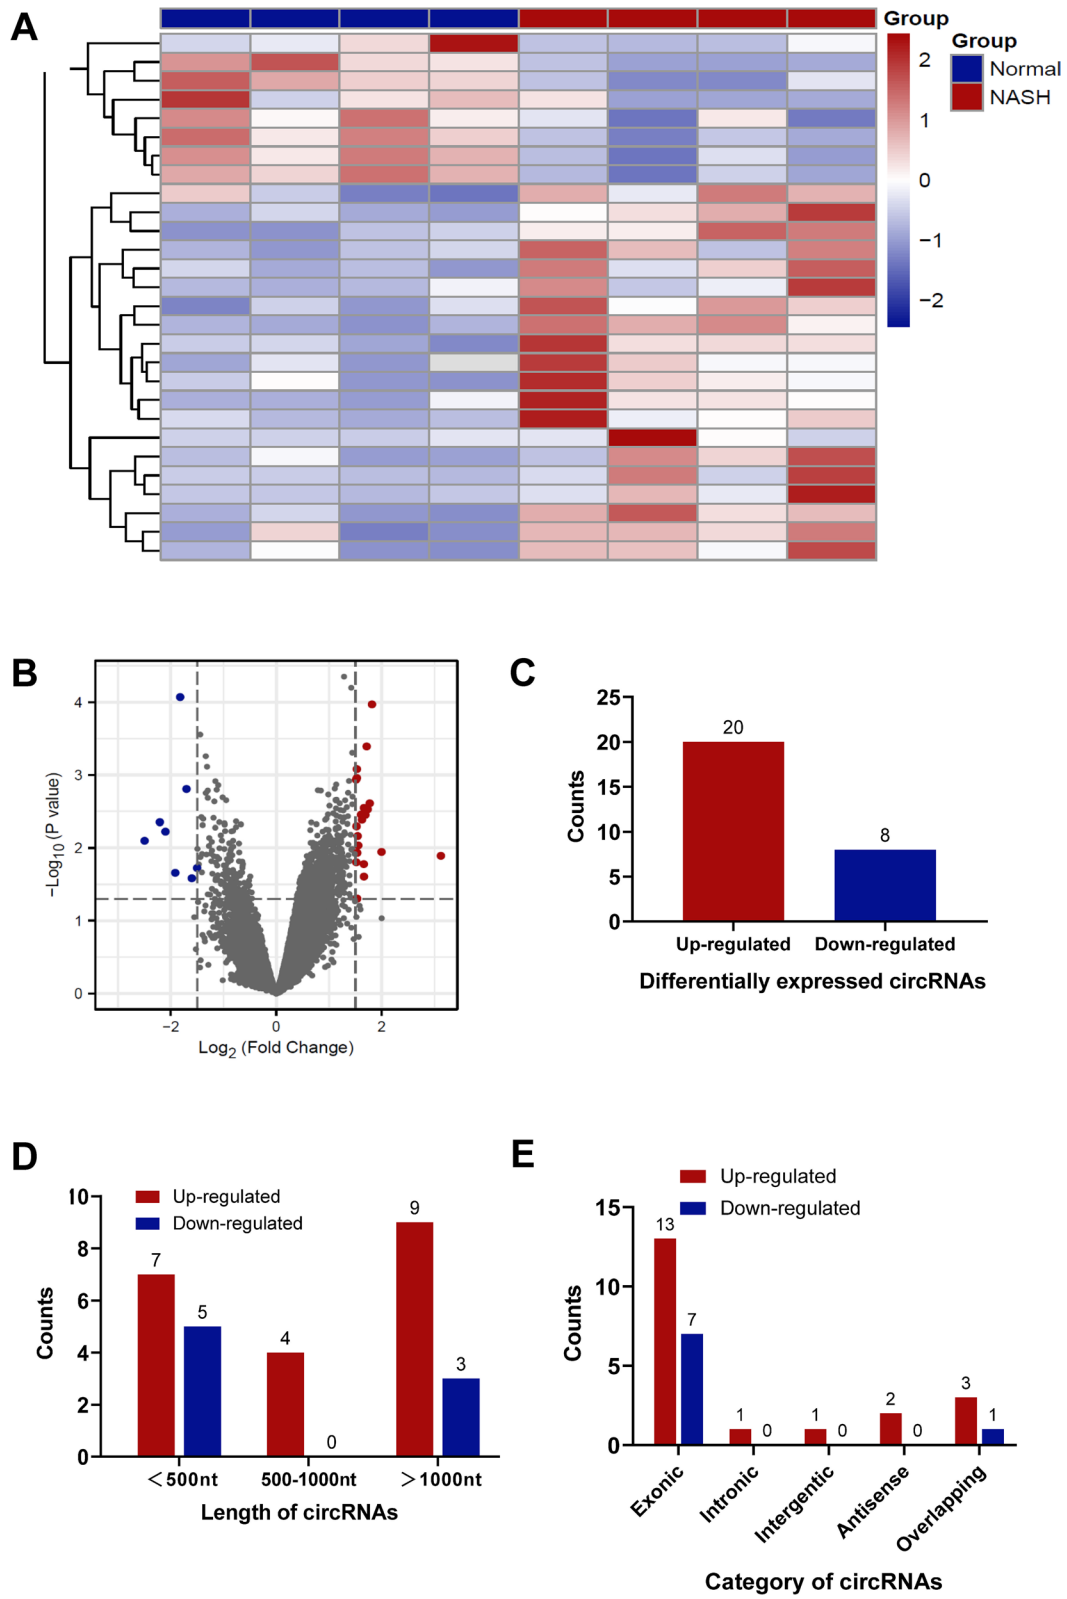 A
Group
2
1
0
−1
−2
Group
Normal
NASH
B
4
3
2
1
0
−Log10 (P value)
−2
0
2
Log2 (Fold Change)
C
25
20
15
10
5
0
Counts
20
8
Up-regulated
Down-regulated
Differentially expressed circRNAs
D
Up-regulated
Down-regulated
10
8
6
4
2
0
Counts
7
5
4
0
9
3
<500nt
500-1000nt
>1000nt
Length of circRNAs
E
Up-regulated
Down-regulated
15
10
5
0
Counts
13
7
1
0
1
0
2
0
3
1
Exonic
Intronic
Intergentic
Antisense
Overlapping
Category of circRNAs